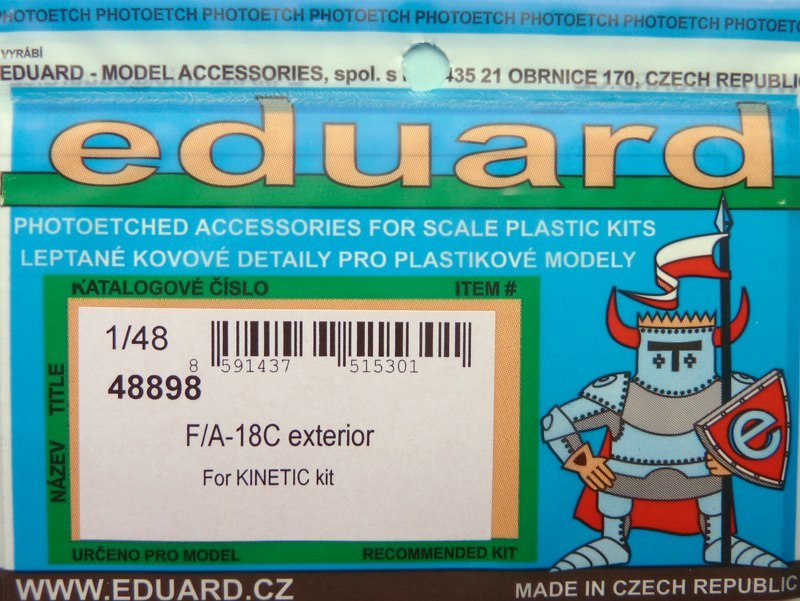 PHOTOETCH PHOTOETCH PHOTOETCH PHOTOETCH PHOTOETCH PHOTOETCH PHOTOETCH PHOTOETCH
VYRÁBÍ
EDUARD - MODEL ACCESSORIES, spol. s 435 21 OBRNICE 170, CZECH REPUBLIC
eduard
PHOTOETCHED ACCESSORIES FOR SCALE PLASTIC KITS
LEPTANÉ KOVOVÉ DETAILY PRO PLASTIKOVÉ MODELY
KATALOGOVÉ ČÍSLO ITEM #
1/48
8 591437 515301
48898
F/A-18C exterior
For KINETIC kit
NÁZEV TITLE
e
URČENO PRO MODEL RECOMMENDED KIT
WWW.EDUARD.CZ MADE IN CZECH REPUBLIC